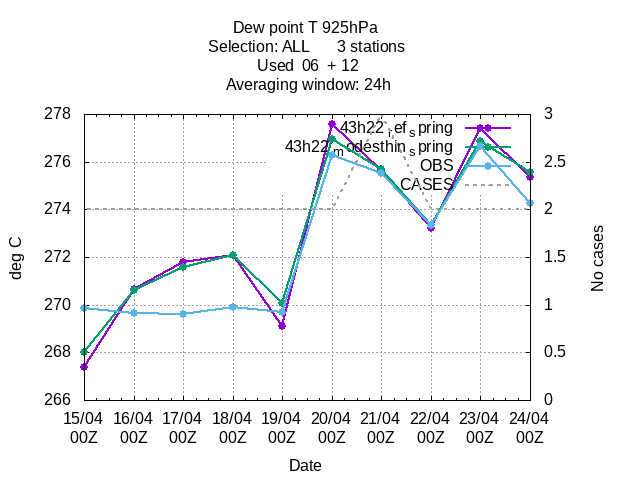 Dew point T 925hPa
Selection: ALL 3 stations
Used 06 + 12
Averaging window: 24h
278
276
274
272
270
268
266
3
2.5
2
1.5
1
0.5
0
43h22_ref_spring
43h22_modesthin_spring
OBS
CASES
deg C
No cases
15/04 16/04 17/04 18/04 19/04 20/04 21/04 22/04 23/04 24/04
00Z 00Z 00Z 00Z 00Z 00Z 00Z 00Z 00Z 00Z
Date